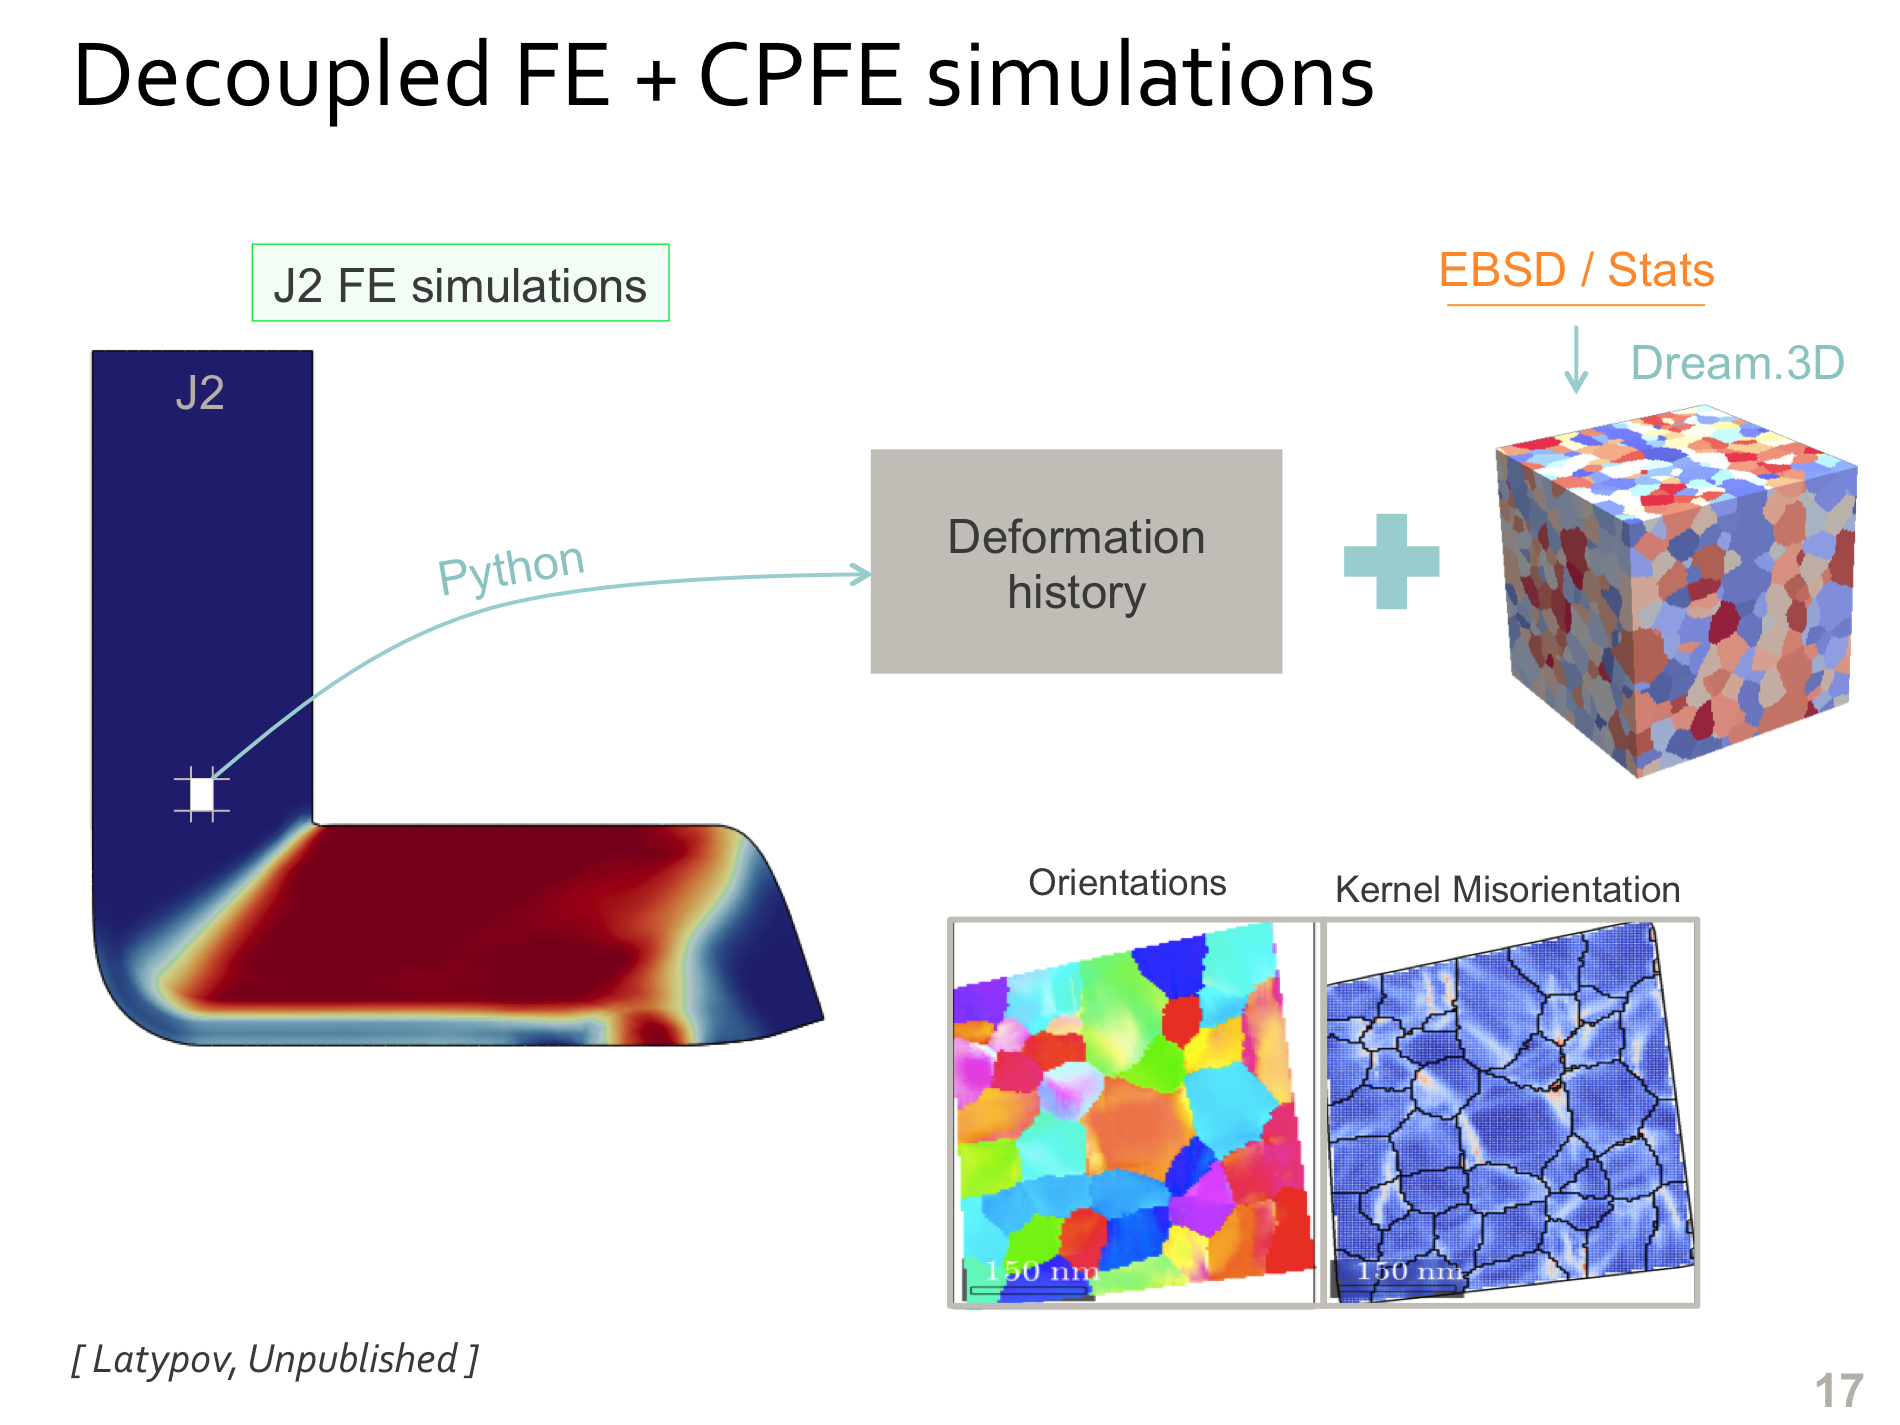 Decoupled FE + CPFE simulations
J2 FE simulations
EBSD / Stats
Dream.3D
J2
Python
Deformation
history
Orientations
Kernel Misorientation
150 nm
150 nm
[ Latypov, Unpublished ]
17